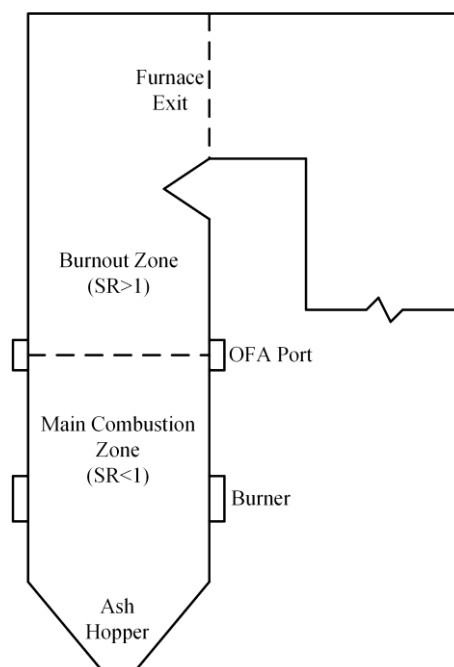 Furnace
Exit
Burnout Zone
(SR>1)
OFA Port
Main Combustion
Zone
(SR<1)
Burner
Ash
Hopper